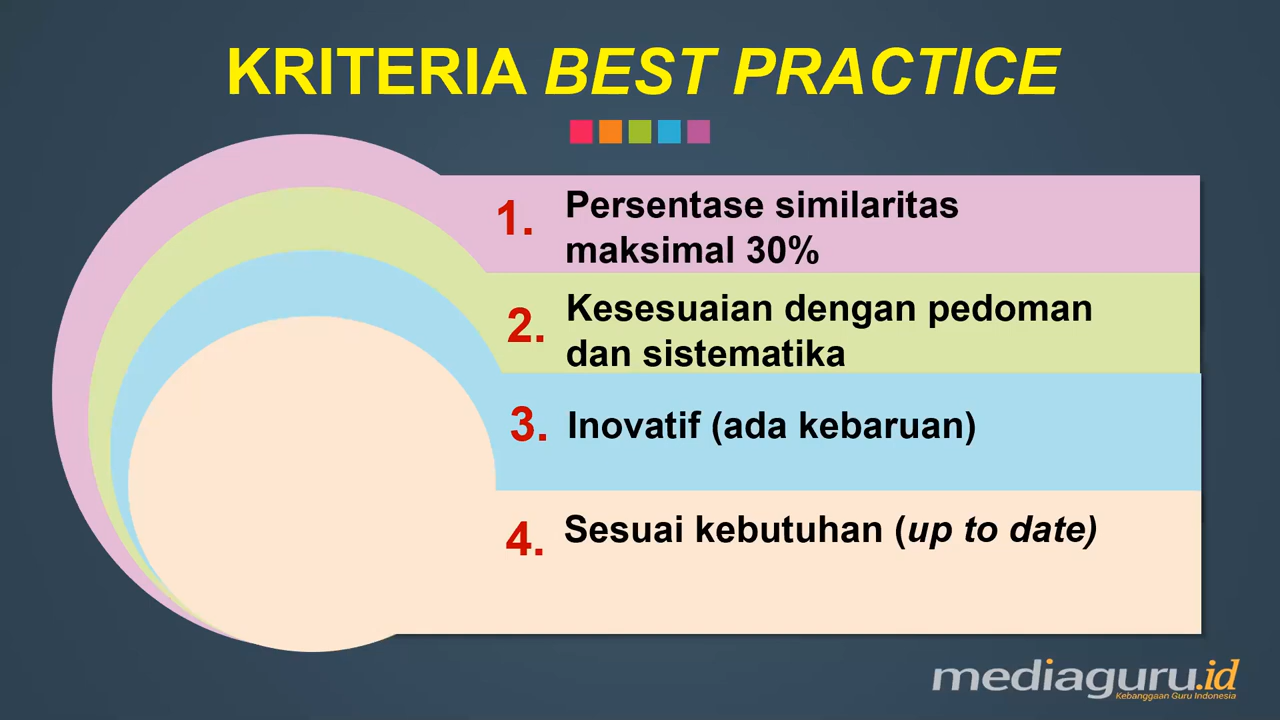 KRITERIA BEST PRACTICE
1. Persentase similaritas
maksimal 30%
2. Kesesuaian dengan pedoman
dan sistematika
3. Inovatif (ada kebaruan)
4. Sesuai kebutuhan (up to date)
mediaguru.id
Kebanggaan Guru Indonesia